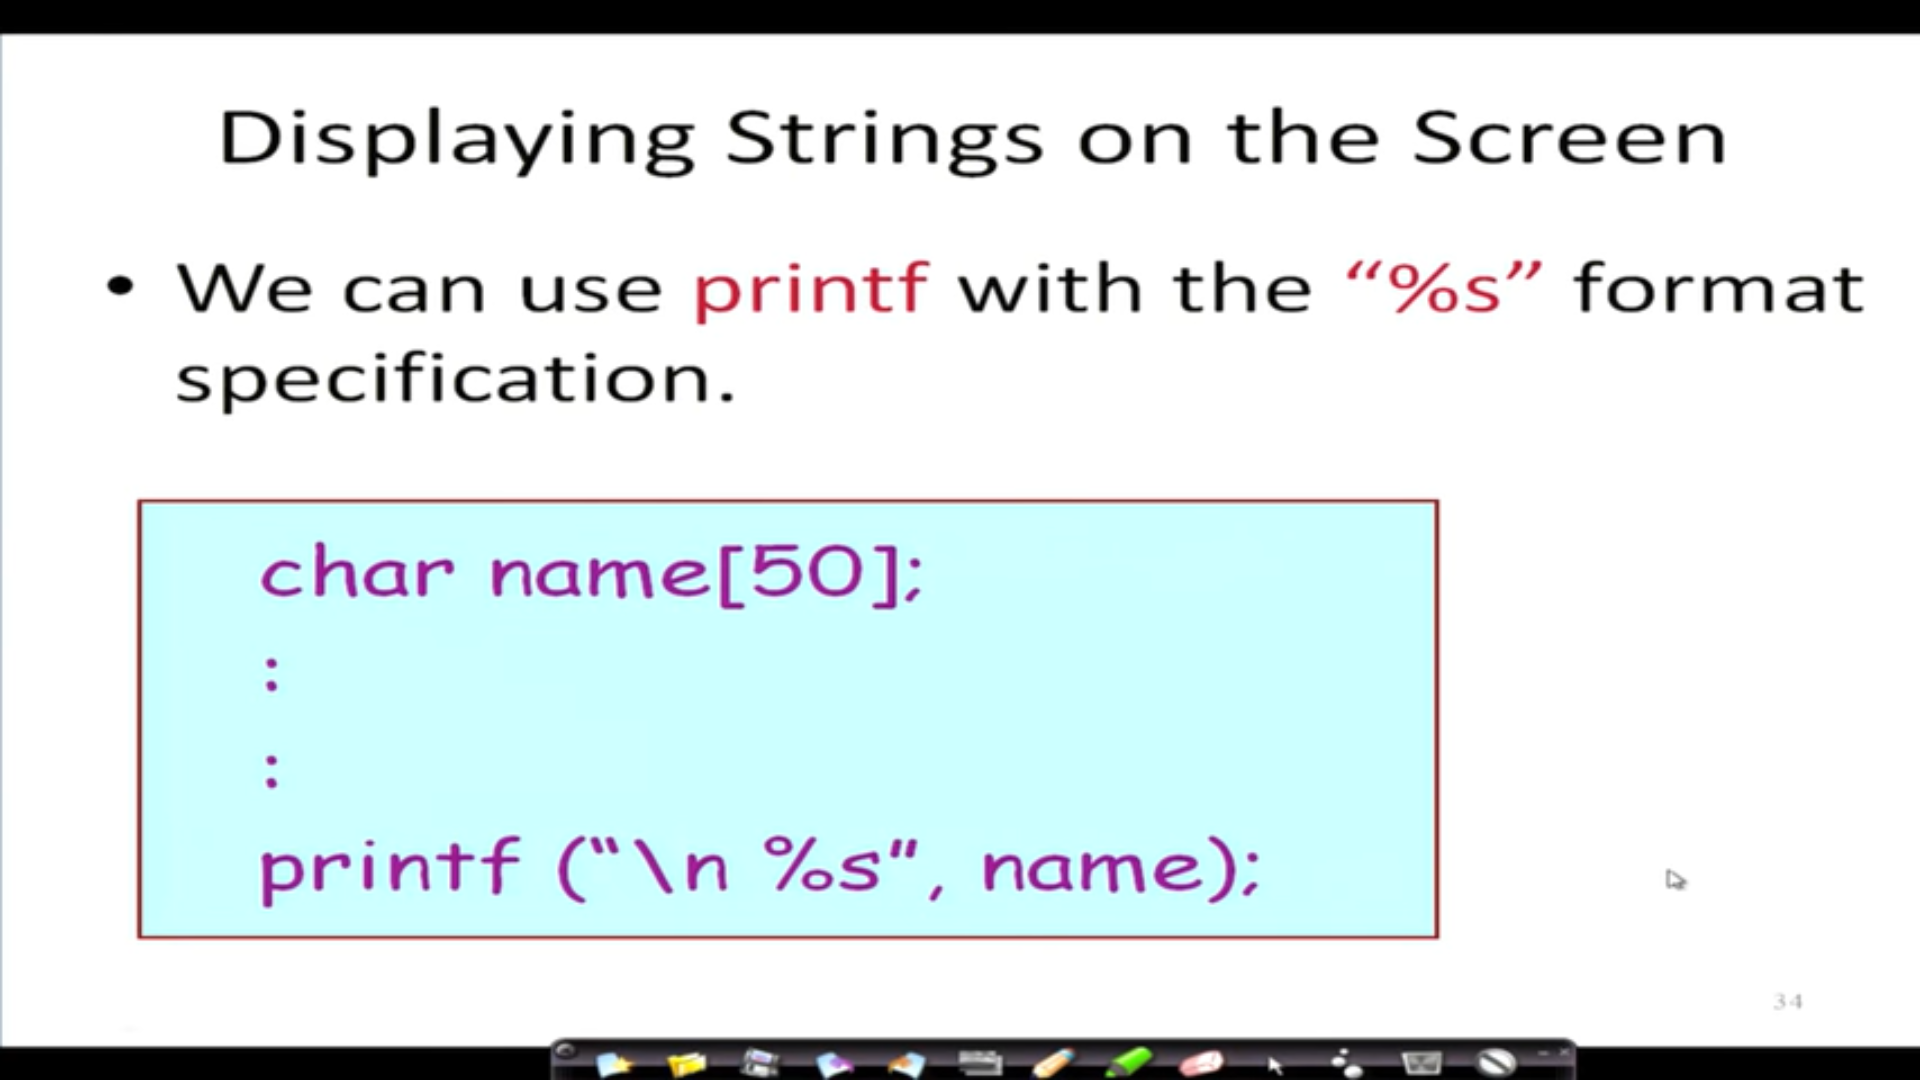 Displaying Strings on the Screen
• We can use printf with the “%s” format
specification.
char name[50];
:
:
printf (“\n %s”, name);
34